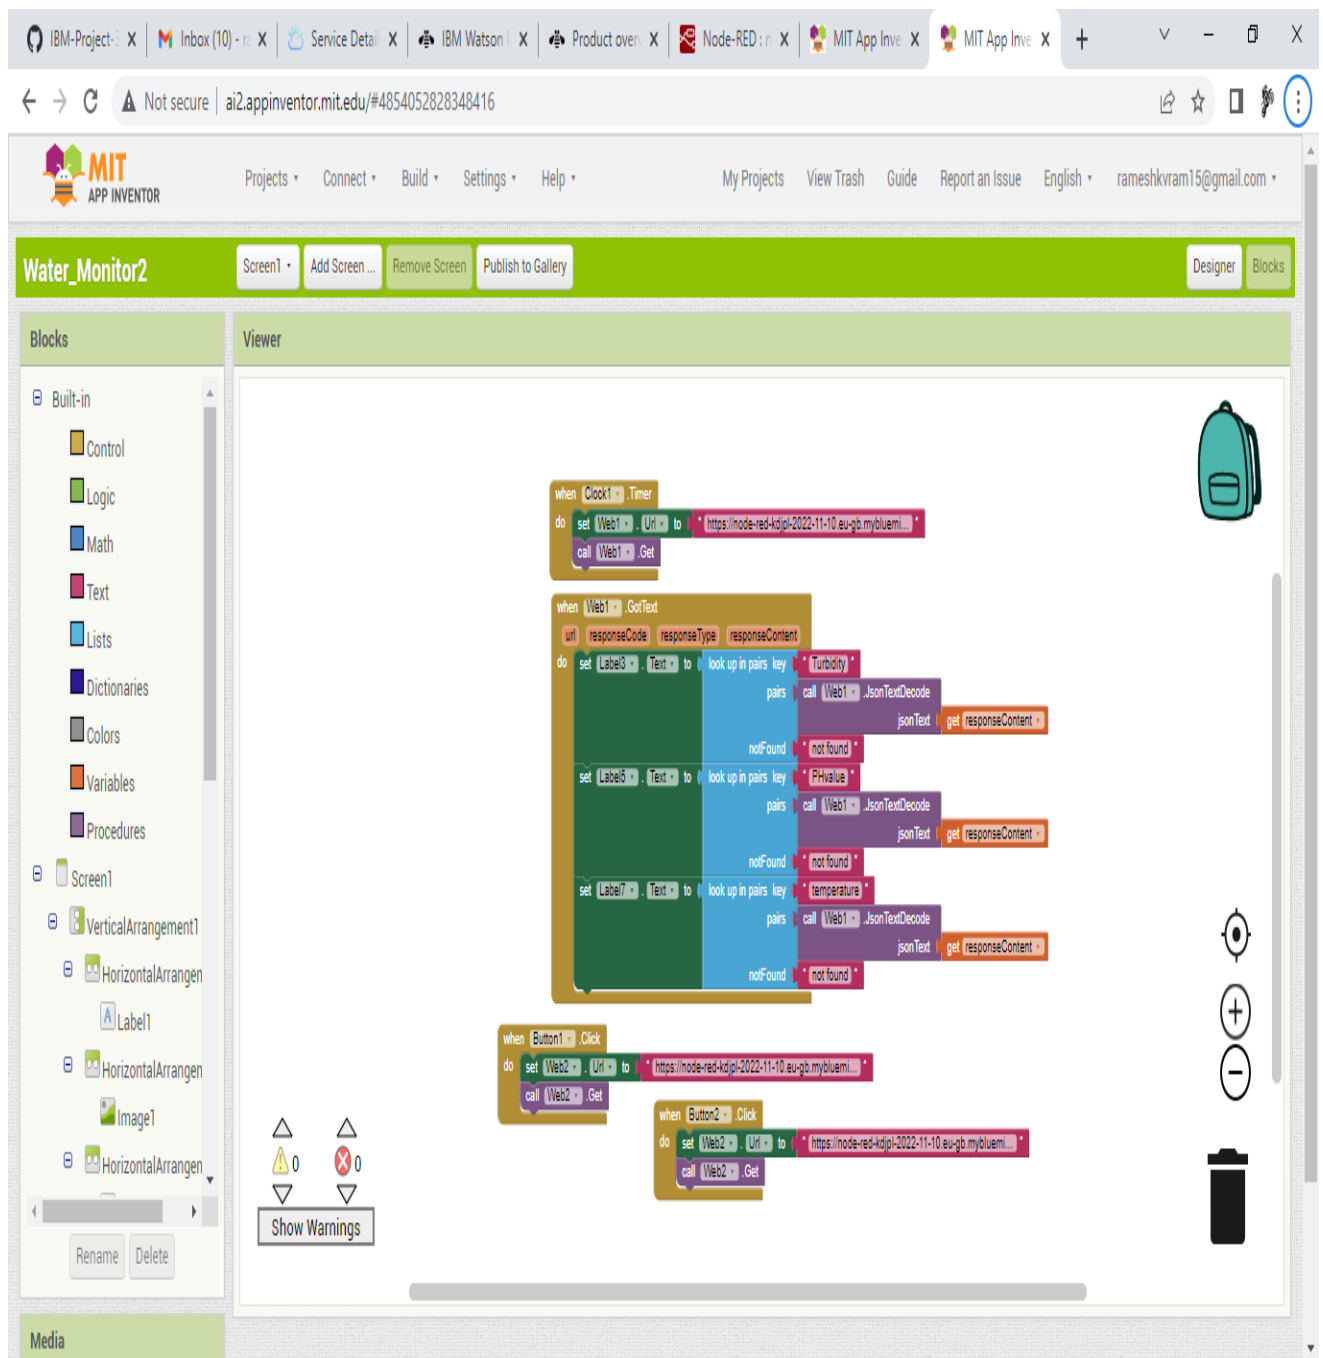 IBM-Project-3 Inbox (10) - ra Service Detail IBM Watson I Product over Node-RED : n MIT App Inve MIT App Inve
Not secure ai2.appinventor.mit.edu/#4854052828348416
MIT
APP INVENTOR
Projects Connect Build Settings Help My Projects View Trash Guide Report an Issue English rameshkvram15@gmail.com
Water_Monitor2 Screen1 Add Screen ... Remove Screen Publish to Gallery Designer Blocks
Blocks Viewer
Built-in
Control
Logic
Math
Text
Lists
Dictionaries
Colors
Variables
Procedures
Screen1
VerticalArrangement1
HorizontalArrangen
Label1
HorizontalArrangen
Image1
HorizontalArrangen
Rename Delete
Media
when Clock1 .Timer
do set Web1 . Url to " https://node-red-kdjpl-2022-11-10.eu-gb.mybluemi... "
call Web1 .Get
when Web1 .GotText
url responseCode responseType responseContent
do set Label3 . Text to look up in pairs key " Turbidity "
pairs call Web1 .JsonTextDecode
jsonText get responseContent
notFound " not found "
set Label5 . Text to look up in pairs key " PHvalue "
pairs call Web1 .JsonTextDecode
jsonText get responseContent
notFound " not found "
set Label7 . Text to look up in pairs key " temperature "
pairs call Web1 .JsonTextDecode
jsonText get responseContent
notFound " not found "
when Button1 .Click
do set Web2 . Url to " https://node-red-kdjpl-2022-11-10.eu-gb.mybluemi... "
call Web2 .Get
when Button2 .Click
do set Web2 . Url to " https://node-red-kdjpl-2022-11-10.eu-gb.mybluemi... "
call Web2 .Get
0 0
Show Warnings